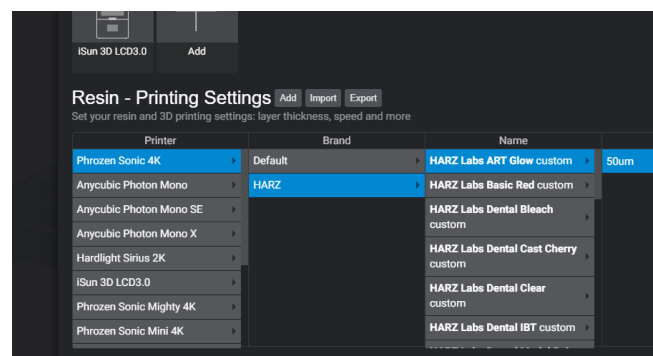 iSun 3D LCD3.0 Add
Resin - Printing Settings Add Import Export
Set your resin and 3D printing settings: layer thickness, speed and more
Printer Brand Name
Phrozen Sonic 4K Default HARZ Labs ART Glow custom 50um
Anycubic Photon Mono HARZ HARZ Labs Basic Red custom
Anycubic Photon Mono SE HARZ Labs Dental Bleach
custom
Anycubic Photon Mono X
HARZ Labs Dental Cast Cherry
Hardlight Sirius 2K
custom
iSun 3D LCD3.0 HARZ Labs Dental Clear
custom
Phrozen Sonic Mighty 4K
Phrozen Sonic Mini 4K HARZ Labs Dental IBT custom